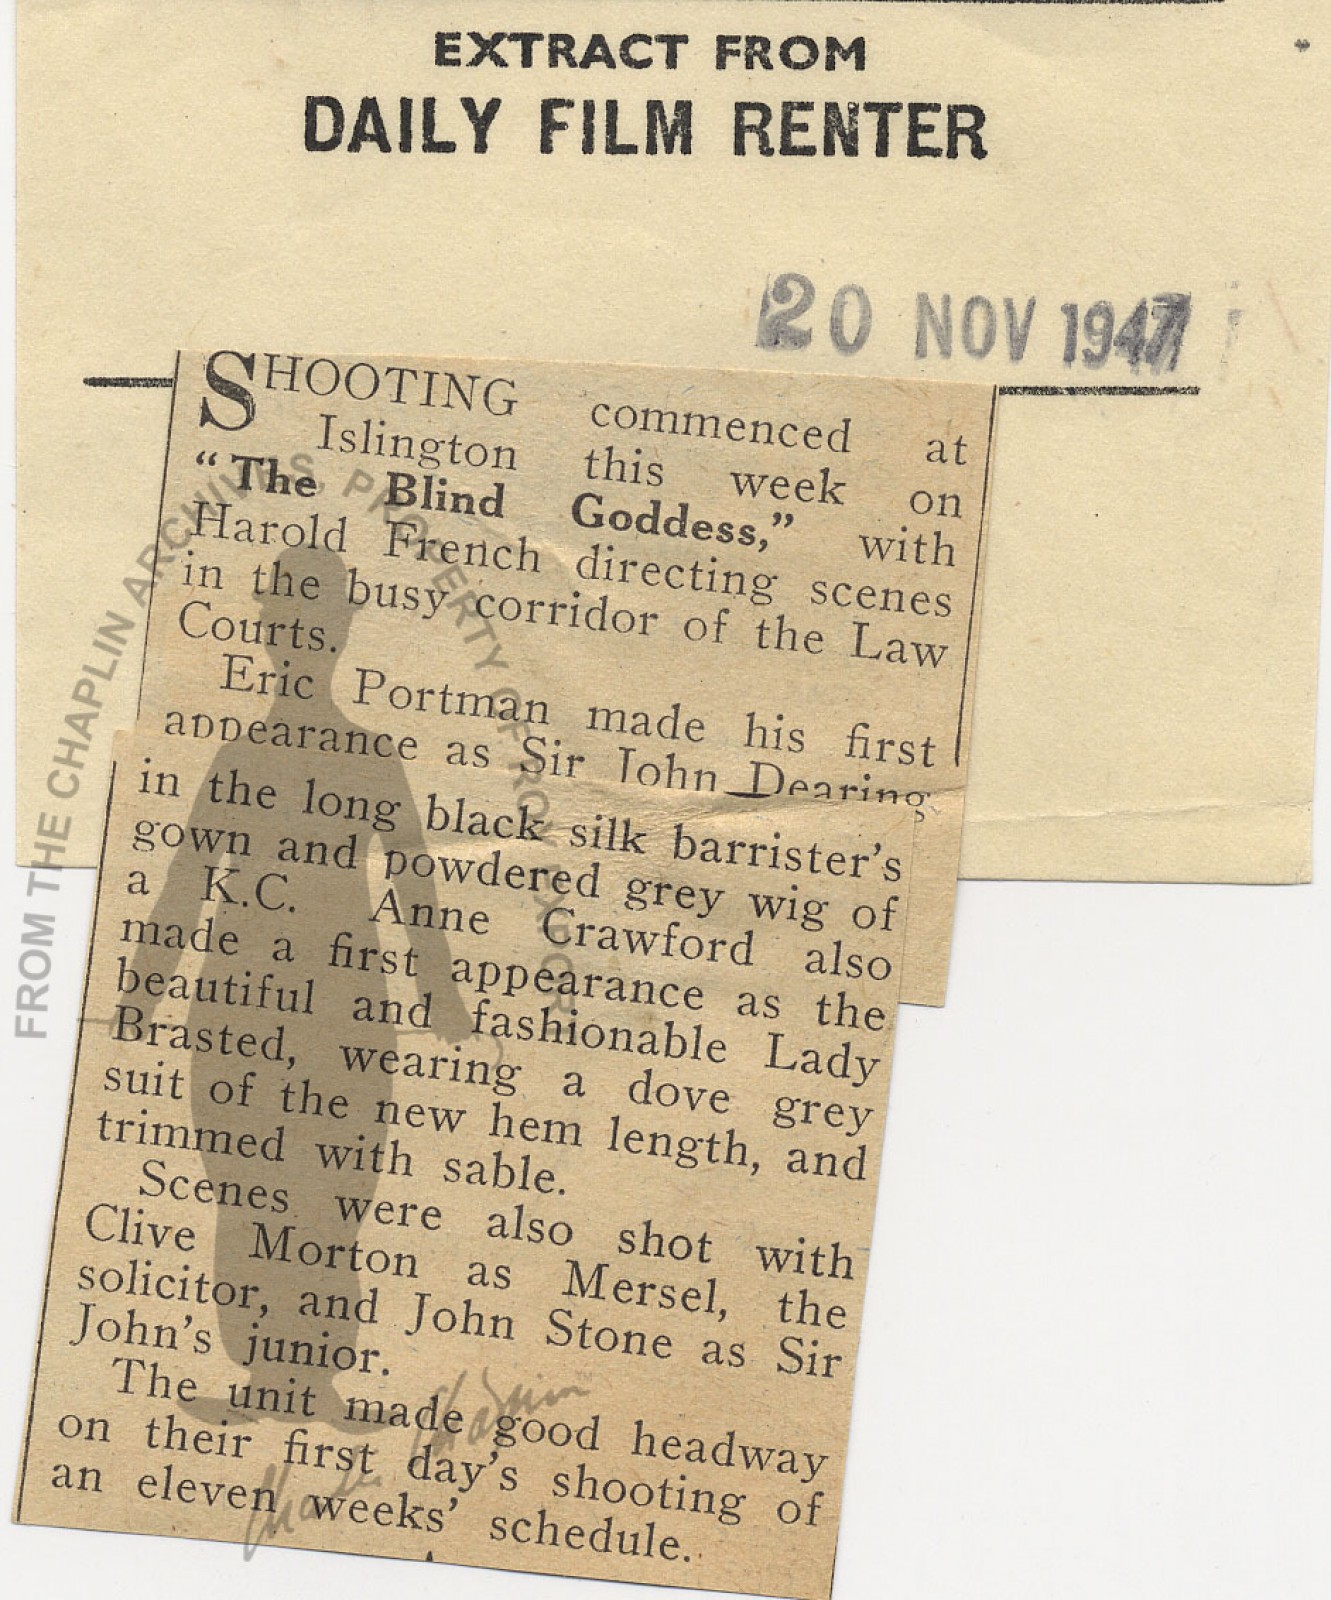 EXTRACT FROM
DAILY FILM RENTER
20 NOV 1947
SHOOTING commenced at
Islington this week on
"The Blind Goddess," with
Harold French directing scenes
in the busy corridor of the Law
Courts.
Eric Portman made his first
appearance as Sir John Dearing
in the long black silk barrister's
gown and powdered grey wig of
a K.C. Anne Crawford also
made a first appearance as the
beautiful and fashionable Lady
Brasted, wearing a dove grey
suit of the new hem length, and
trimmed with sable.
Scenes were also shot with
Clive Morton as Mersel, the
solicitor, and John Stone as Sir
John's junior.
The unit made good headway
on their first day's shooting of
an eleven weeks' schedule.
FROM THE CHAPLIN ARCHIVES, PROPERTY OF ROY EXPORT
Charles Chaplin™